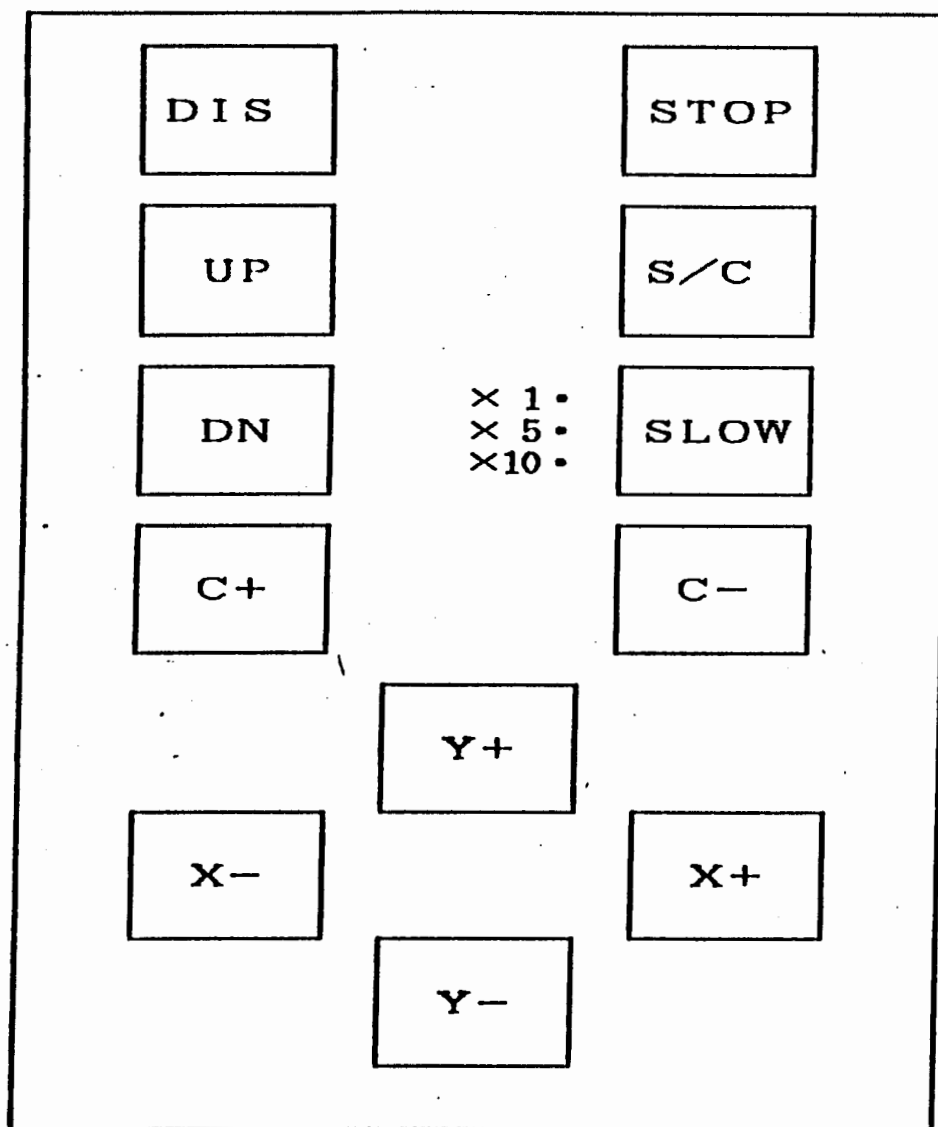 DIS STOP
UP S/C
× 1 •
DN × 5 • SLOW
×10 •
C+ C−
Y+
X− X+
Y−